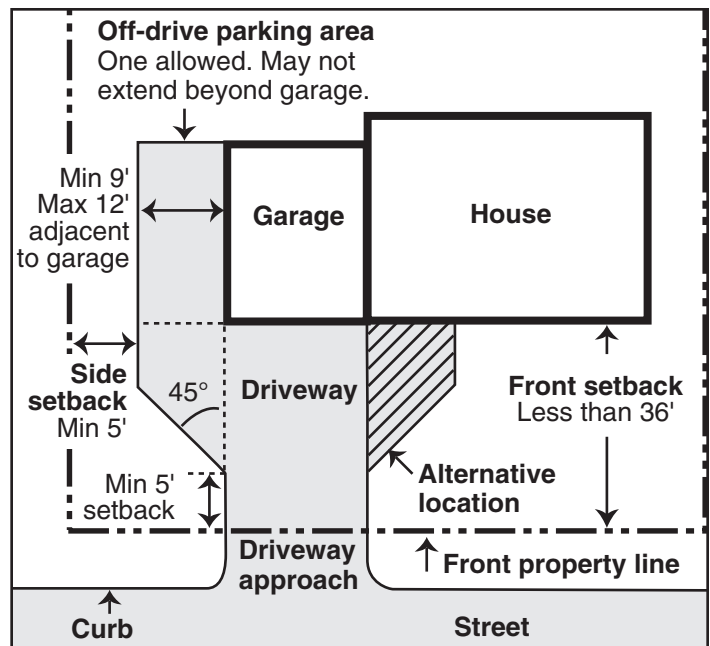 Off-drive parking area
One allowed. May not
extend beyond garage.
Min 9'
Max 12'
adjacent
to garage
Garage
House
Side
setback
Min 5'
45°
Driveway
Front setback
Less than 36'
Min 5'
setback
Alternative
location
Driveway
approach
Front property line
Curb
Street